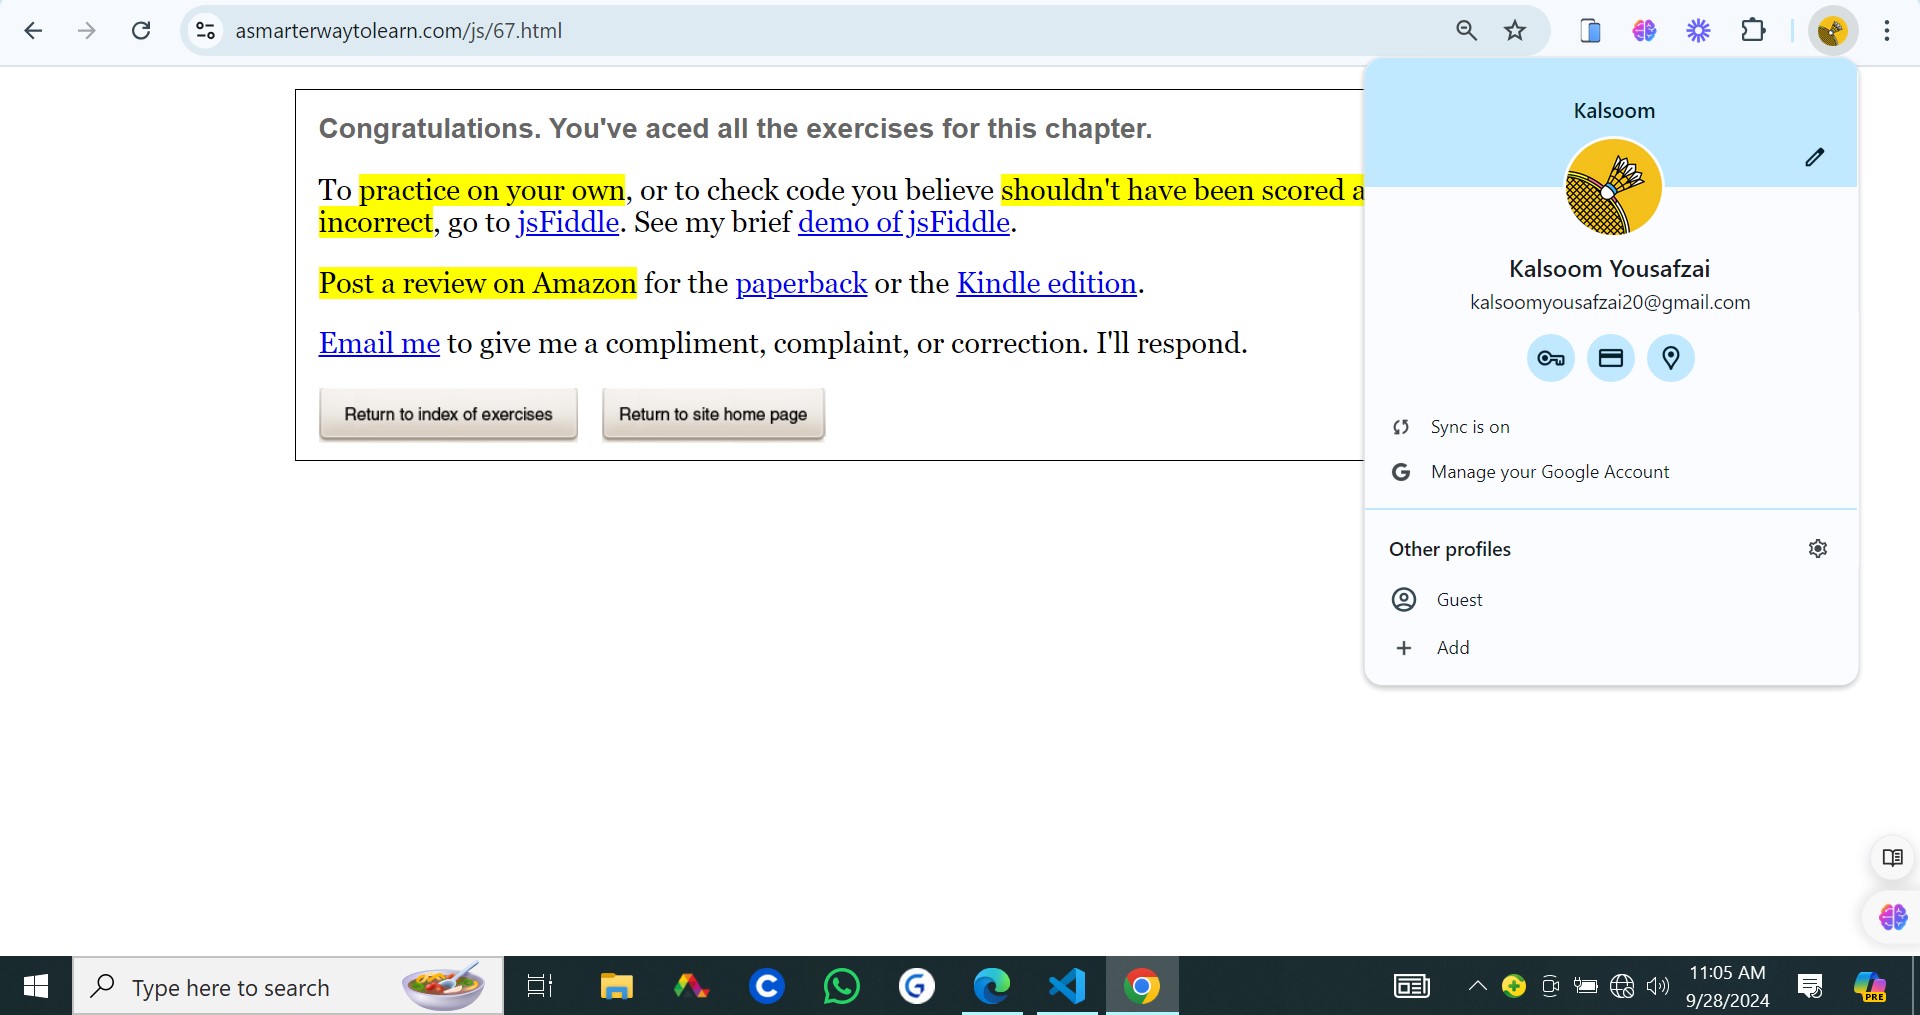 asmarterwaytolearn.com/js/67.html
Congratulations. You've aced all the exercises for this chapter.
To practice on your own, or to check code you believe shouldn't have been scored a
incorrect, go to jsFiddle. See my brief demo of jsFiddle.
Post a review on Amazon for the paperback or the Kindle edition.
Email me to give me a compliment, complaint, or correction. I'll respond.
Return to index of exercises
Return to site home page
Kalsoom
Kalsoom Yousafzai
kalsoomyousafzai20@gmail.com
Sync is on
Manage your Google Account
Other profiles
Guest
Add
Type here to search
11:05 AM
9/28/2024
PRE